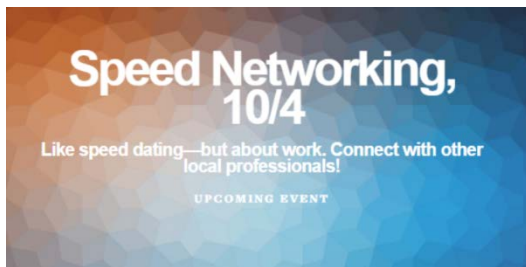 Speed Networking,
10/4
Like speed dating—but about work. Connect with other
local professionals!
UPCOMING EVENT